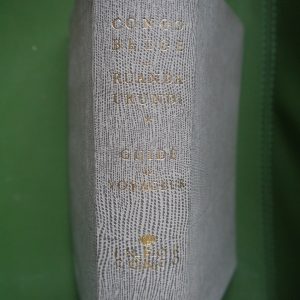 CONGO
BELGE
ET
RUANDA
URUNDI
GUIDE
DU
VOYAGEUR